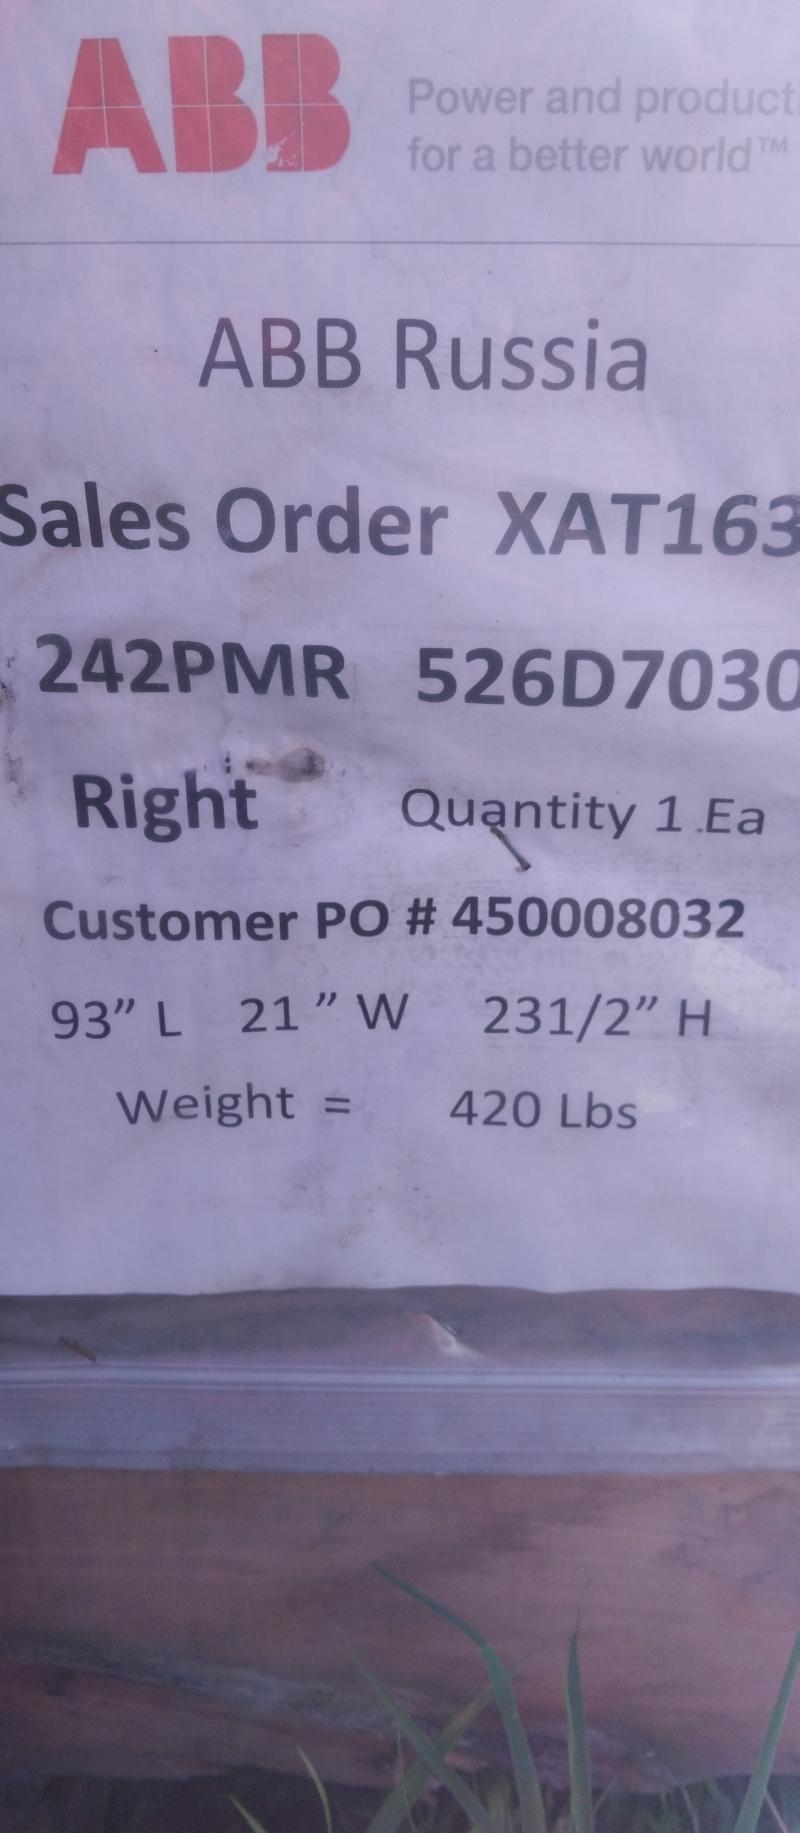 ABB
Power and product
for a better world™
ABB Russia
Sales Order XAT163
242PMR 526D7030
Right Quantity 1 Ea
Customer PO # 450008032
93” L 21 ” W 231/2” H
Weight = 420 Lbs